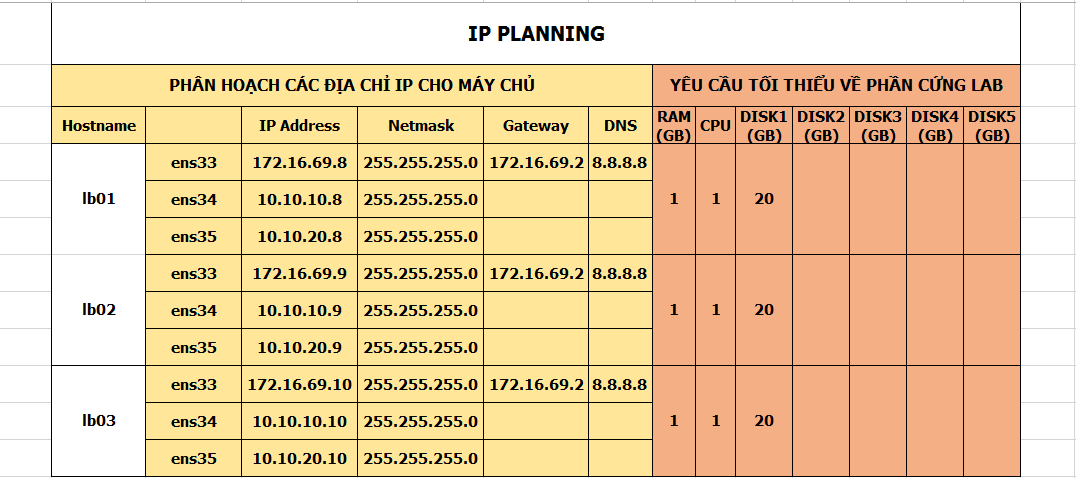 IP PLANNING
PHÂN HOẠCH CÁC ĐỊA CHỈ IP CHO MÁY CHỦ YÊU CẦU TỐI THIỂU VỀ PHẦN CỨNG LAB
Hostname IP Address Netmask Gateway DNS RAM (GB) CPU DISK1 (GB) DISK2 (GB) DISK3 (GB) DISK4 (GB) DISK5 (GB)
ens33 172.16.69.8 255.255.255.0 172.16.69.2 8.8.8.8
lb01 ens34 10.10.10.8 255.255.255.0 1 1 20
ens35 10.10.20.8 255.255.255.0
ens33 172.16.69.9 255.255.255.0 172.16.69.2 8.8.8.8
lb02 ens34 10.10.10.9 255.255.255.0 1 1 20
ens35 10.10.20.9 255.255.255.0
ens33 172.16.69.10 255.255.255.0 172.16.69.2 8.8.8.8
lb03 ens34 10.10.10.10 255.255.255.0 1 1 20
ens35 10.10.20.10 255.255.255.0